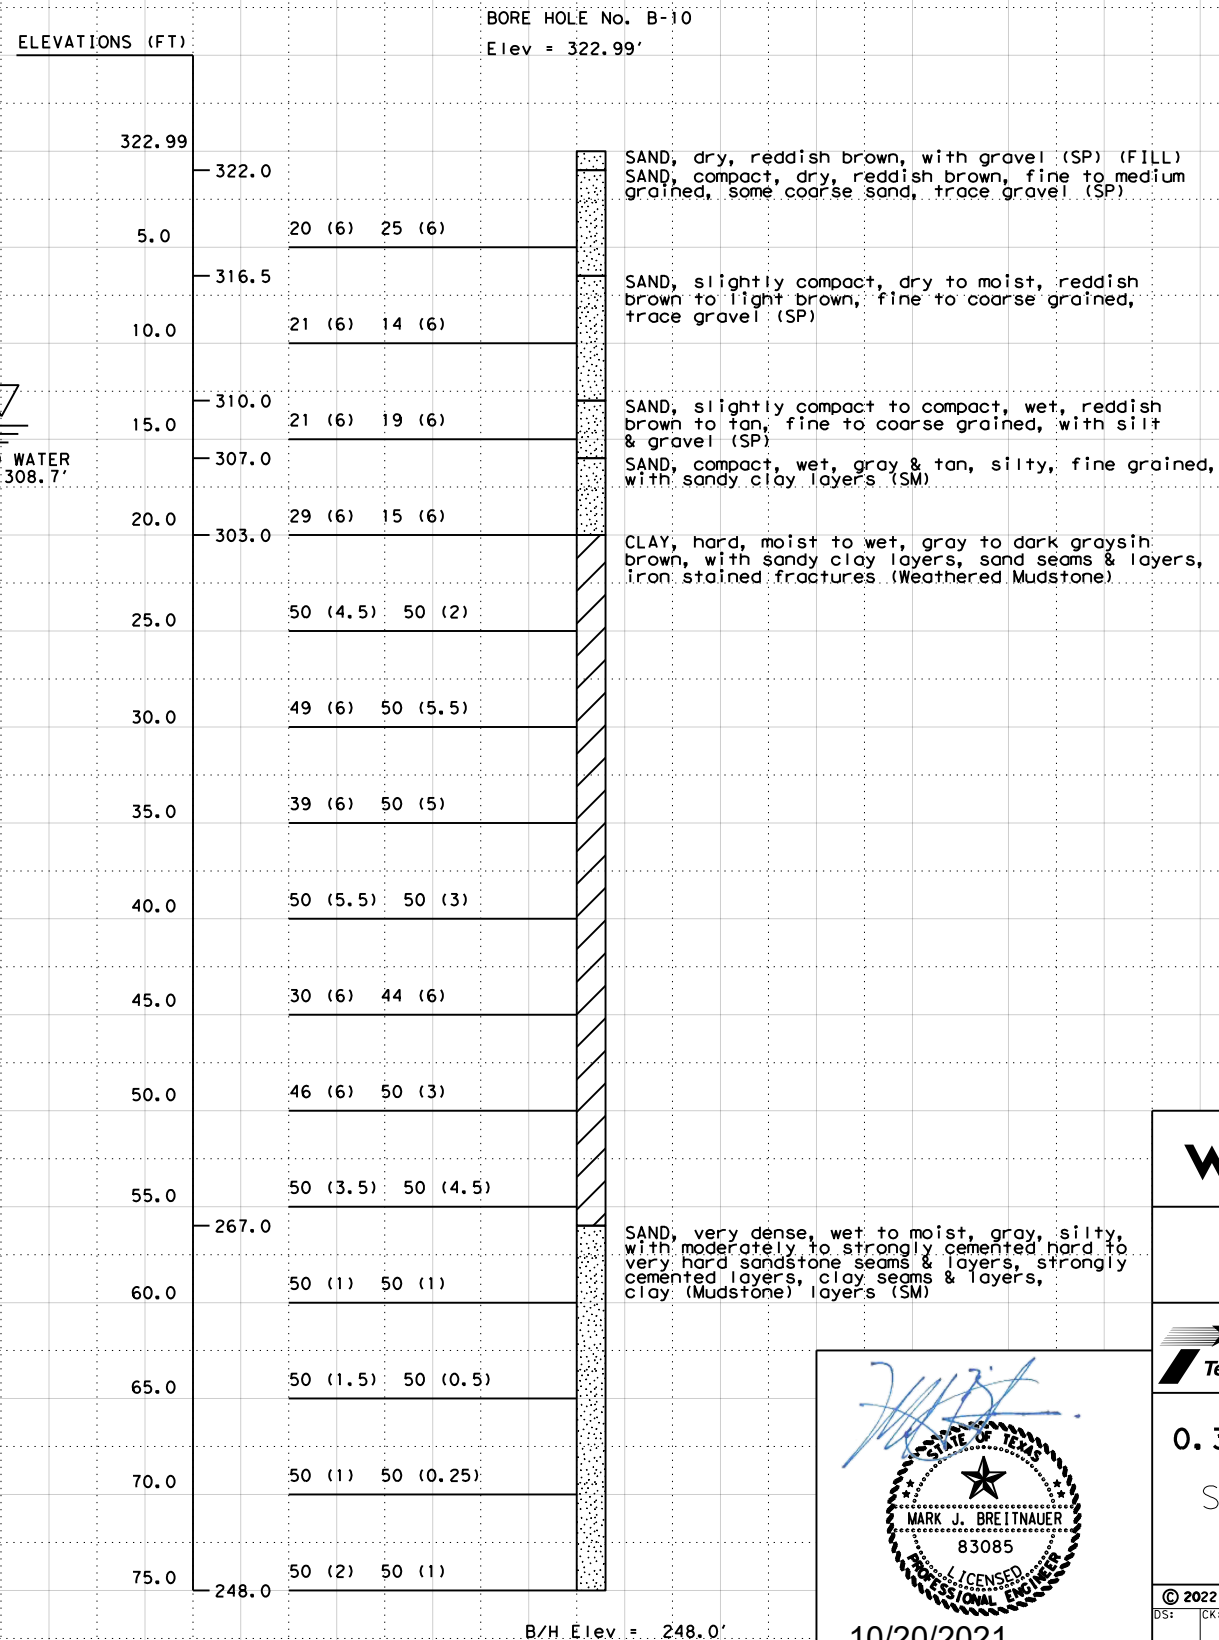 BORE HOLE No. B-10
ELEVATIONS (FT)
Elev = 322.99'
322.99
SAND, dry, reddish brown, with gravel (SP) (FILL)
322.0
SAND, compact, dry, reddish brown, fine to medium
grained, some coarse sand, trace gravel (SP)
5.0
20 (6) 25 (6)
316.5
SAND, slightly compact, dry to moist, reddish
brown to light brown, fine to coarse grained,
trace gravel (SP)
10.0
21 (6) 14 (6)
310.0
SAND, slightly compact to compact, wet, reddish
brown to tan, fine to coarse grained, with silt
& gravel (SP)
15.0
21 (6) 19 (6)
WATER
308.7'
307.0
SAND, compact, wet, gray & tan, silty, fine grained,
with sandy clay layers (SM)
20.0
29 (6) 15 (6)
303.0
CLAY, hard, moist to wet, gray to dark graysih
brown, with sandy clay layers, sand seams & layers,
iron stained fractures (Weathered Mudstone)
25.0
50 (4.5) 50 (2)
30.0
49 (6) 50 (5.5)
35.0
39 (6) 50 (5)
40.0
50 (5.5) 50 (3)
45.0
30 (6) 44 (6)
50.0
46 (6) 50 (3)
55.0
50 (3.5) 50 (4.5)
267.0
SAND, very dense, wet to moist, gray, silty,
with moderately to strongly cemented hard to
very hard sandstone seams & layers, strongly
cemented layers, clay seams & layers,
clay (Mudstone) layers (SM)
60.0
50 (1) 50 (1)
65.0
50 (1.5) 50 (0.5)
70.0
50 (1) 50 (0.25)
75.0
50 (2) 50 (1)
248.0
B/H Elev = 248.0'
STATE OF TEXAS
MARK J. BREITNAUER
83085
LICENSED
PROFESSIONAL ENGINEER
10/20/2021
W
Te
0.3
S
© 2022
DS:
CK: